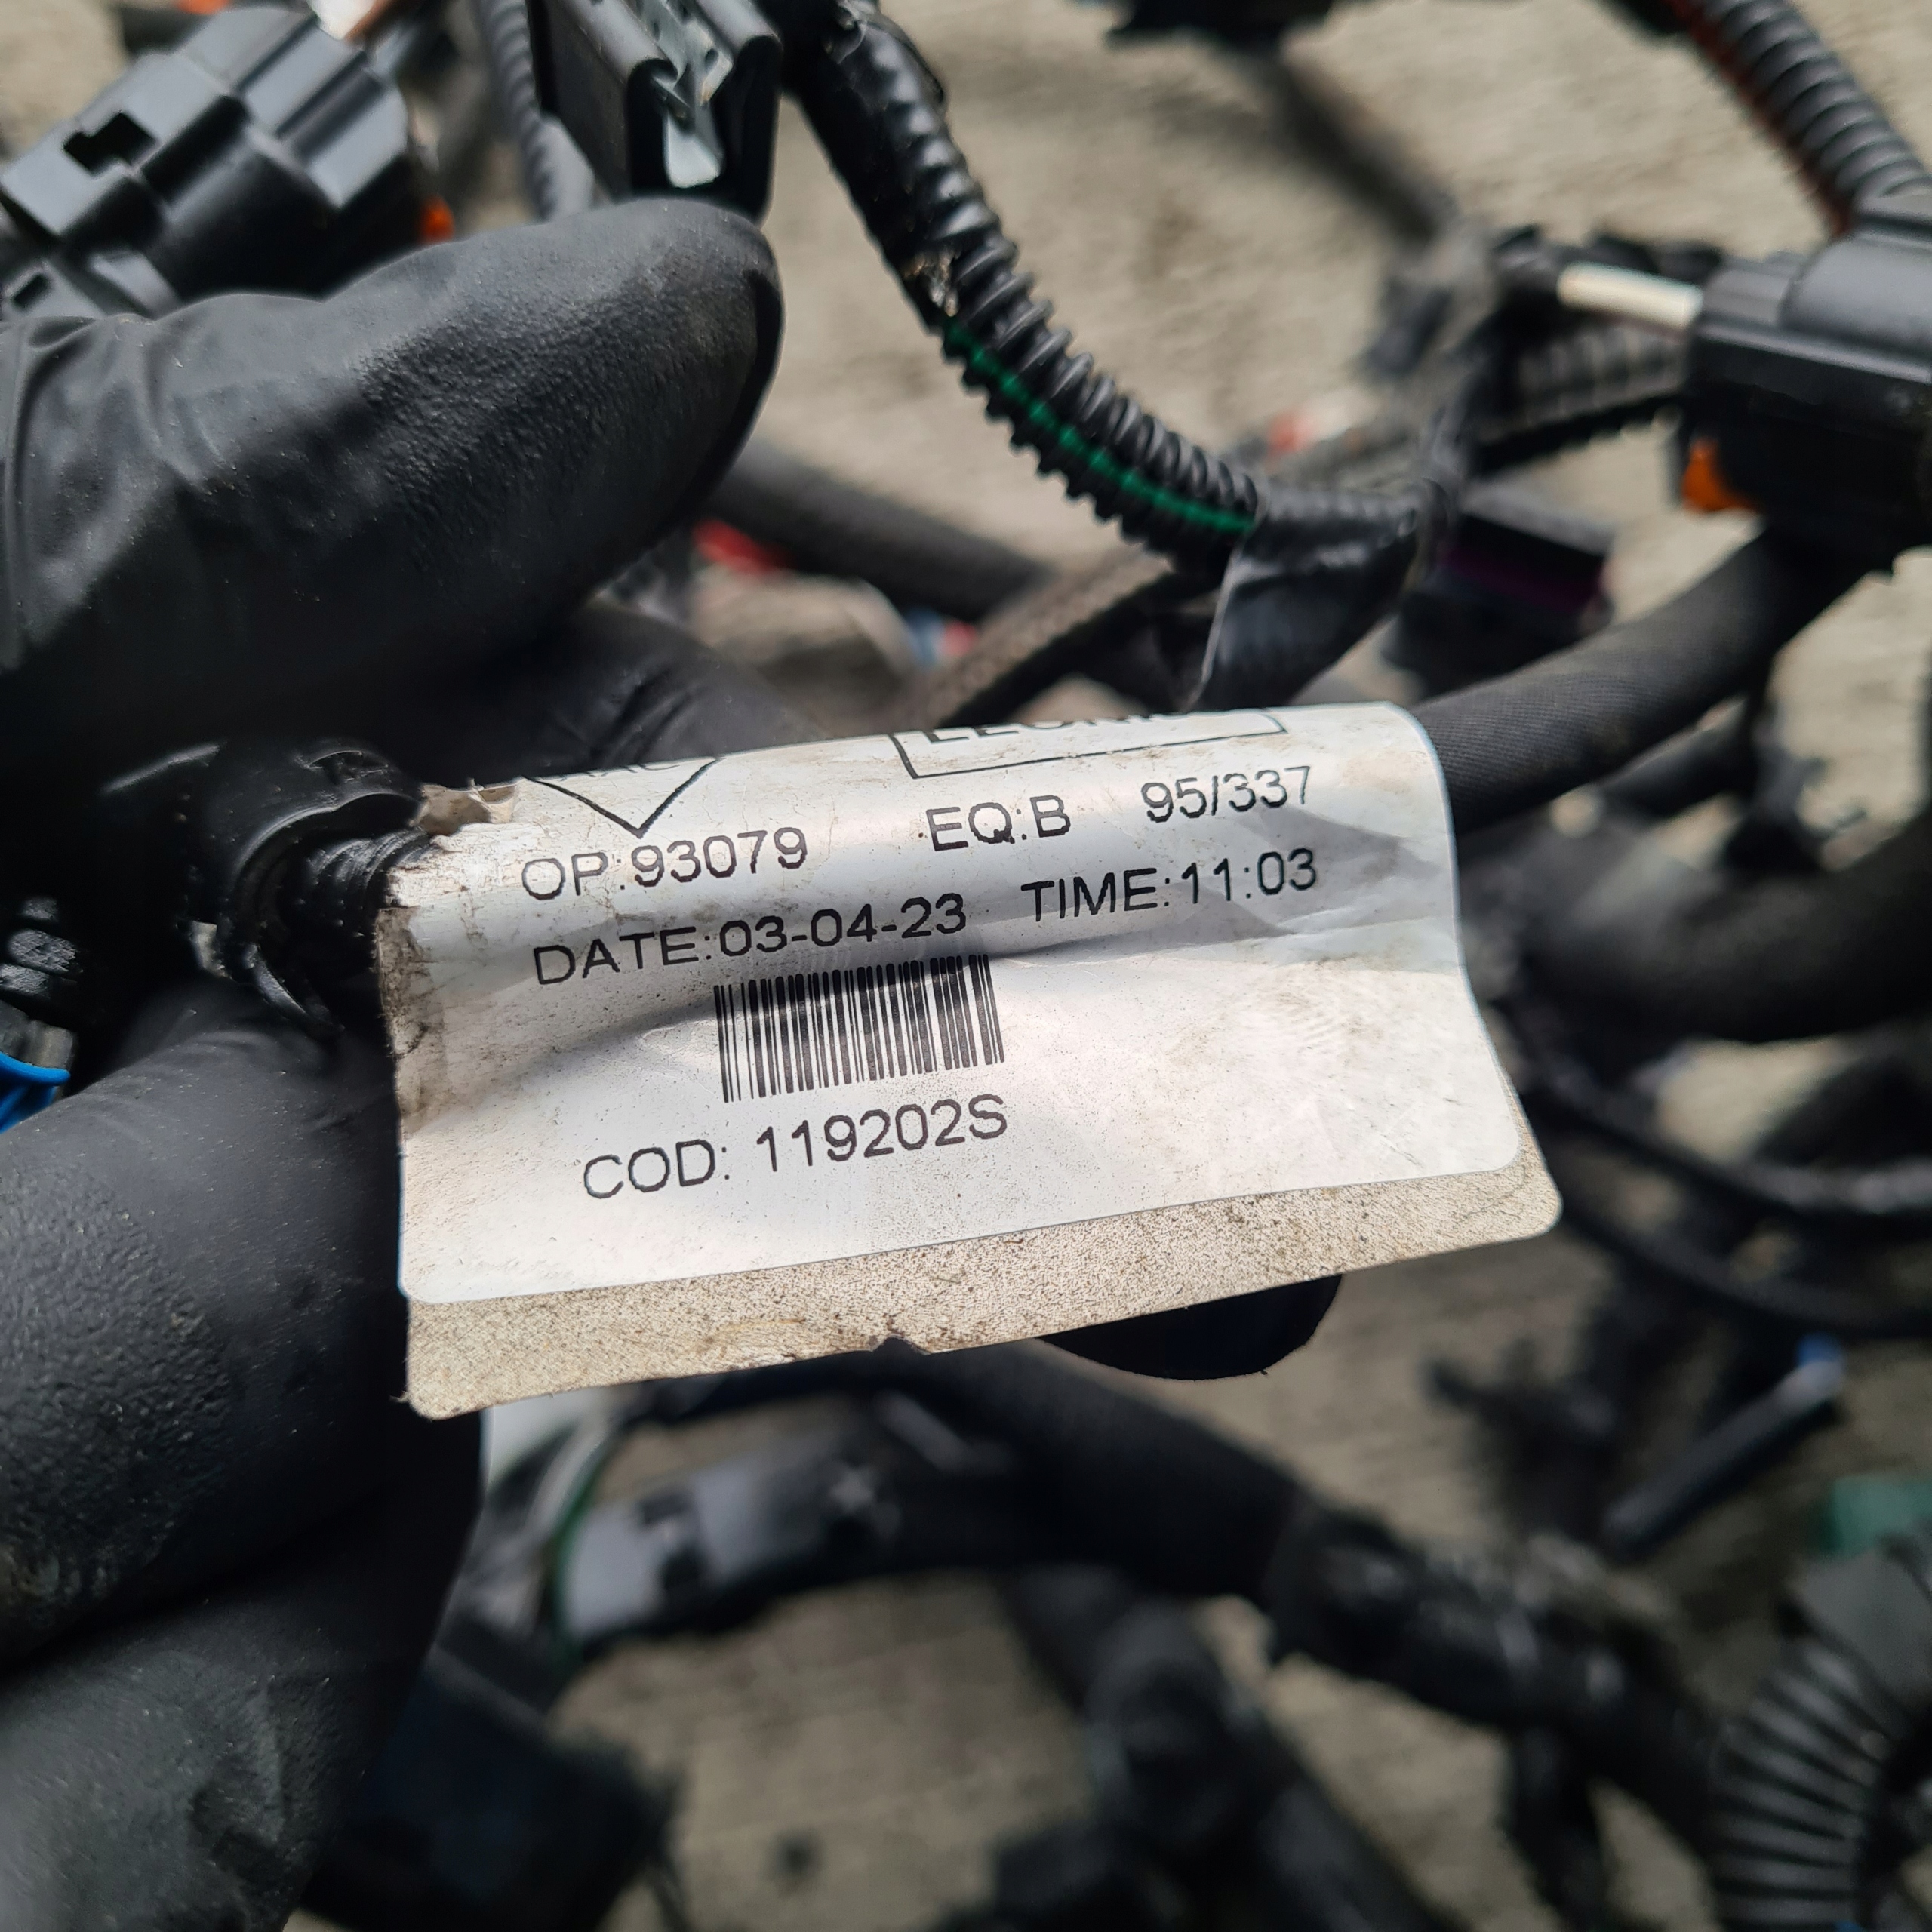 OP:93079 EQ:B 95/337
DATE:03-04-23 TIME:11:03
COD: 119202S